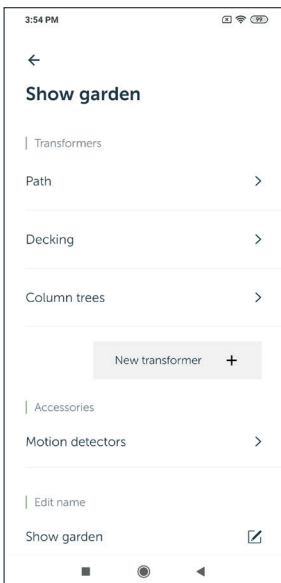 3:54 PM
99
Show garden
Transformers
Path
Decking
Column trees
New transformer +
Accessories
Motion detectors
Edit name
Show garden